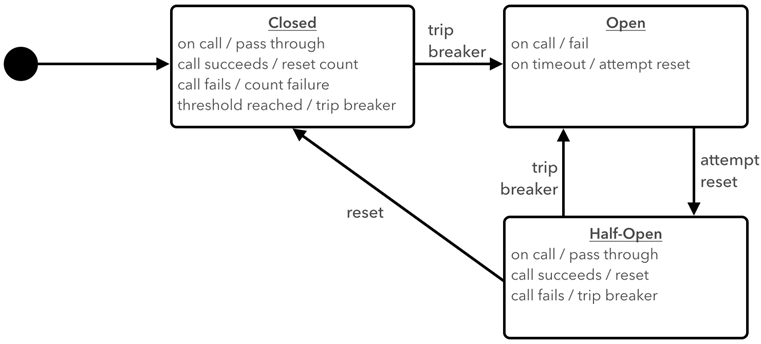 Closed
on call / pass through
call succeeds / reset count
call fails / count failure
threshold reached / trip breaker
trip
breaker
Open
on call / fail
on timeout / attempt reset
trip
breaker
attempt
reset
reset
Half-Open
on call / pass through
call succeeds / reset
call fails / trip breaker